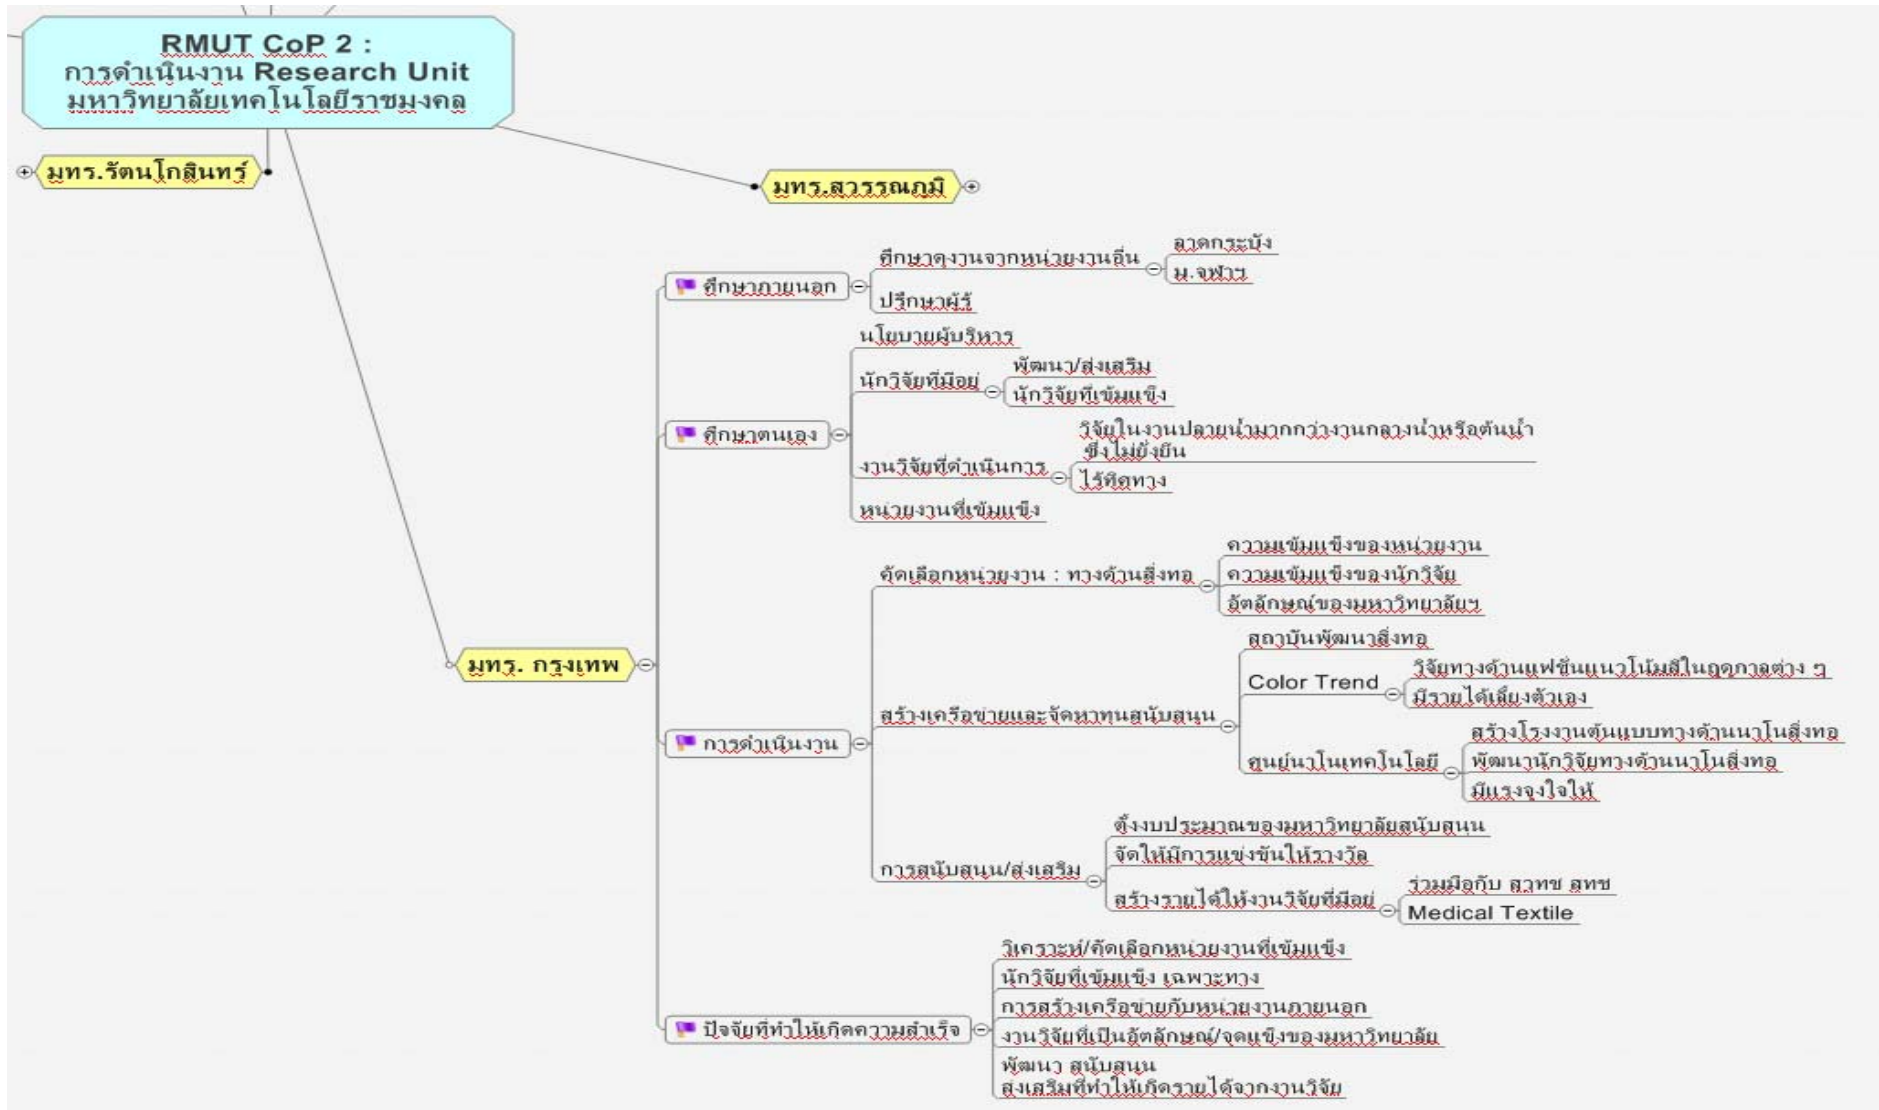 RMUT CoP 2 :
การดำเนินงาน Research Unit
มหาวิทยาลัยเทคโนโลยีราชมงคล
มทร.รัตนโกสินทร์
มทร.สุวรรณภูมิ
มทร. กรุงเทพ
ศึกษาภายนอก
ศึกษาดูงานจากหน่วยงานอื่น
ลาดกระบัง
ม.จุฬาฯ
ปรึกษาผู้รู้
ศึกษาตนเอง
นโยบายผู้บริหาร
นักวิจัยที่มีอยู่
พัฒนา/ส่งเสริม
นักวิจัยที่เข้มแข็ง
งานวิจัยที่ดำเนินการ
วิจัยในงานปลายน้ำมากกว่างานกลางน้ำหรือต้นน้ำ
ซึ่งไม่ยั่งยืน
ไร้ทิศทาง
หน่วยงานที่เข้มแข็ง
การดำเนินงาน
คัดเลือกหน่วยงาน : ทางด้านสิ่งทอ
ความเข้มแข็งของหน่วยงาน
ความเข้มแข็งของนักวิจัย
อัตลักษณ์ของมหาวิทยาลัยฯ
สร้างเครือข่ายและจัดหาทุนสนับสนุน
สถาบันพัฒนาสิ่งทอ
Color Trend
วิจัยทางด้านแฟชั่นแนวโน้มสีในฤดูกาลต่าง ๆ
มีรายได้เลี้ยงตัวเอง
ศูนย์นาโนเทคโนโลยี
สร้างโรงงานต้นแบบทางด้านนาโนสิ่งทอ
พัฒนานักวิจัยทางด้านนาโนสิ่งทอ
มีแรงจูงใจให้
การสนับสนุน/ส่งเสริม
ตั้งงบประมาณของมหาวิทยาลัยสนับสนุน
จัดให้มีการแข่งขันให้รางวัล
สร้างรายได้ให้งานวิจัยที่มีอยู่
ร่วมมือกับ สวทช สทช
Medical Textile
ปัจจัยที่ทำให้เกิดความสำเร็จ
วิเคราะห์/คัดเลือกหน่วยงานที่เข้มแข็ง
นักวิจัยที่เข้มแข็ง เฉพาะทาง
การสร้างเครือข่ายกับหน่วยงานภายนอก
งานวิจัยที่เป็นอัตลักษณ์/จุดแข็งของมหาวิทยาลัย
พัฒนา สนับสนุน
ส่งเสริมที่ทำให้เกิดรายได้จากงานวิจัย